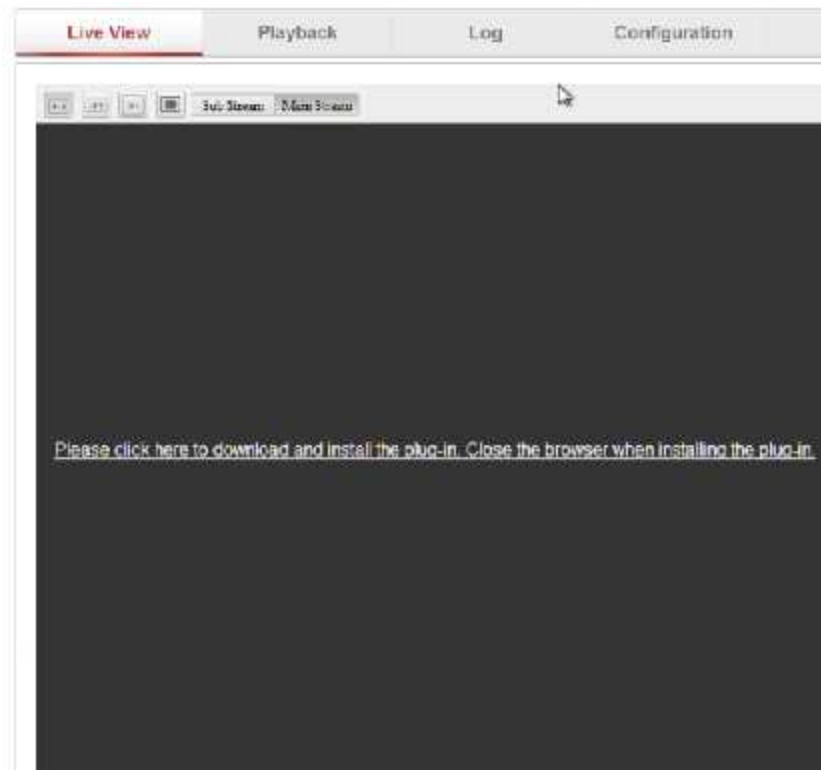 Live View Playback Log Configuration
Sub Stream Main Stream
Please click here to download and install the plug-in. Close the browser when installing the plug-in.